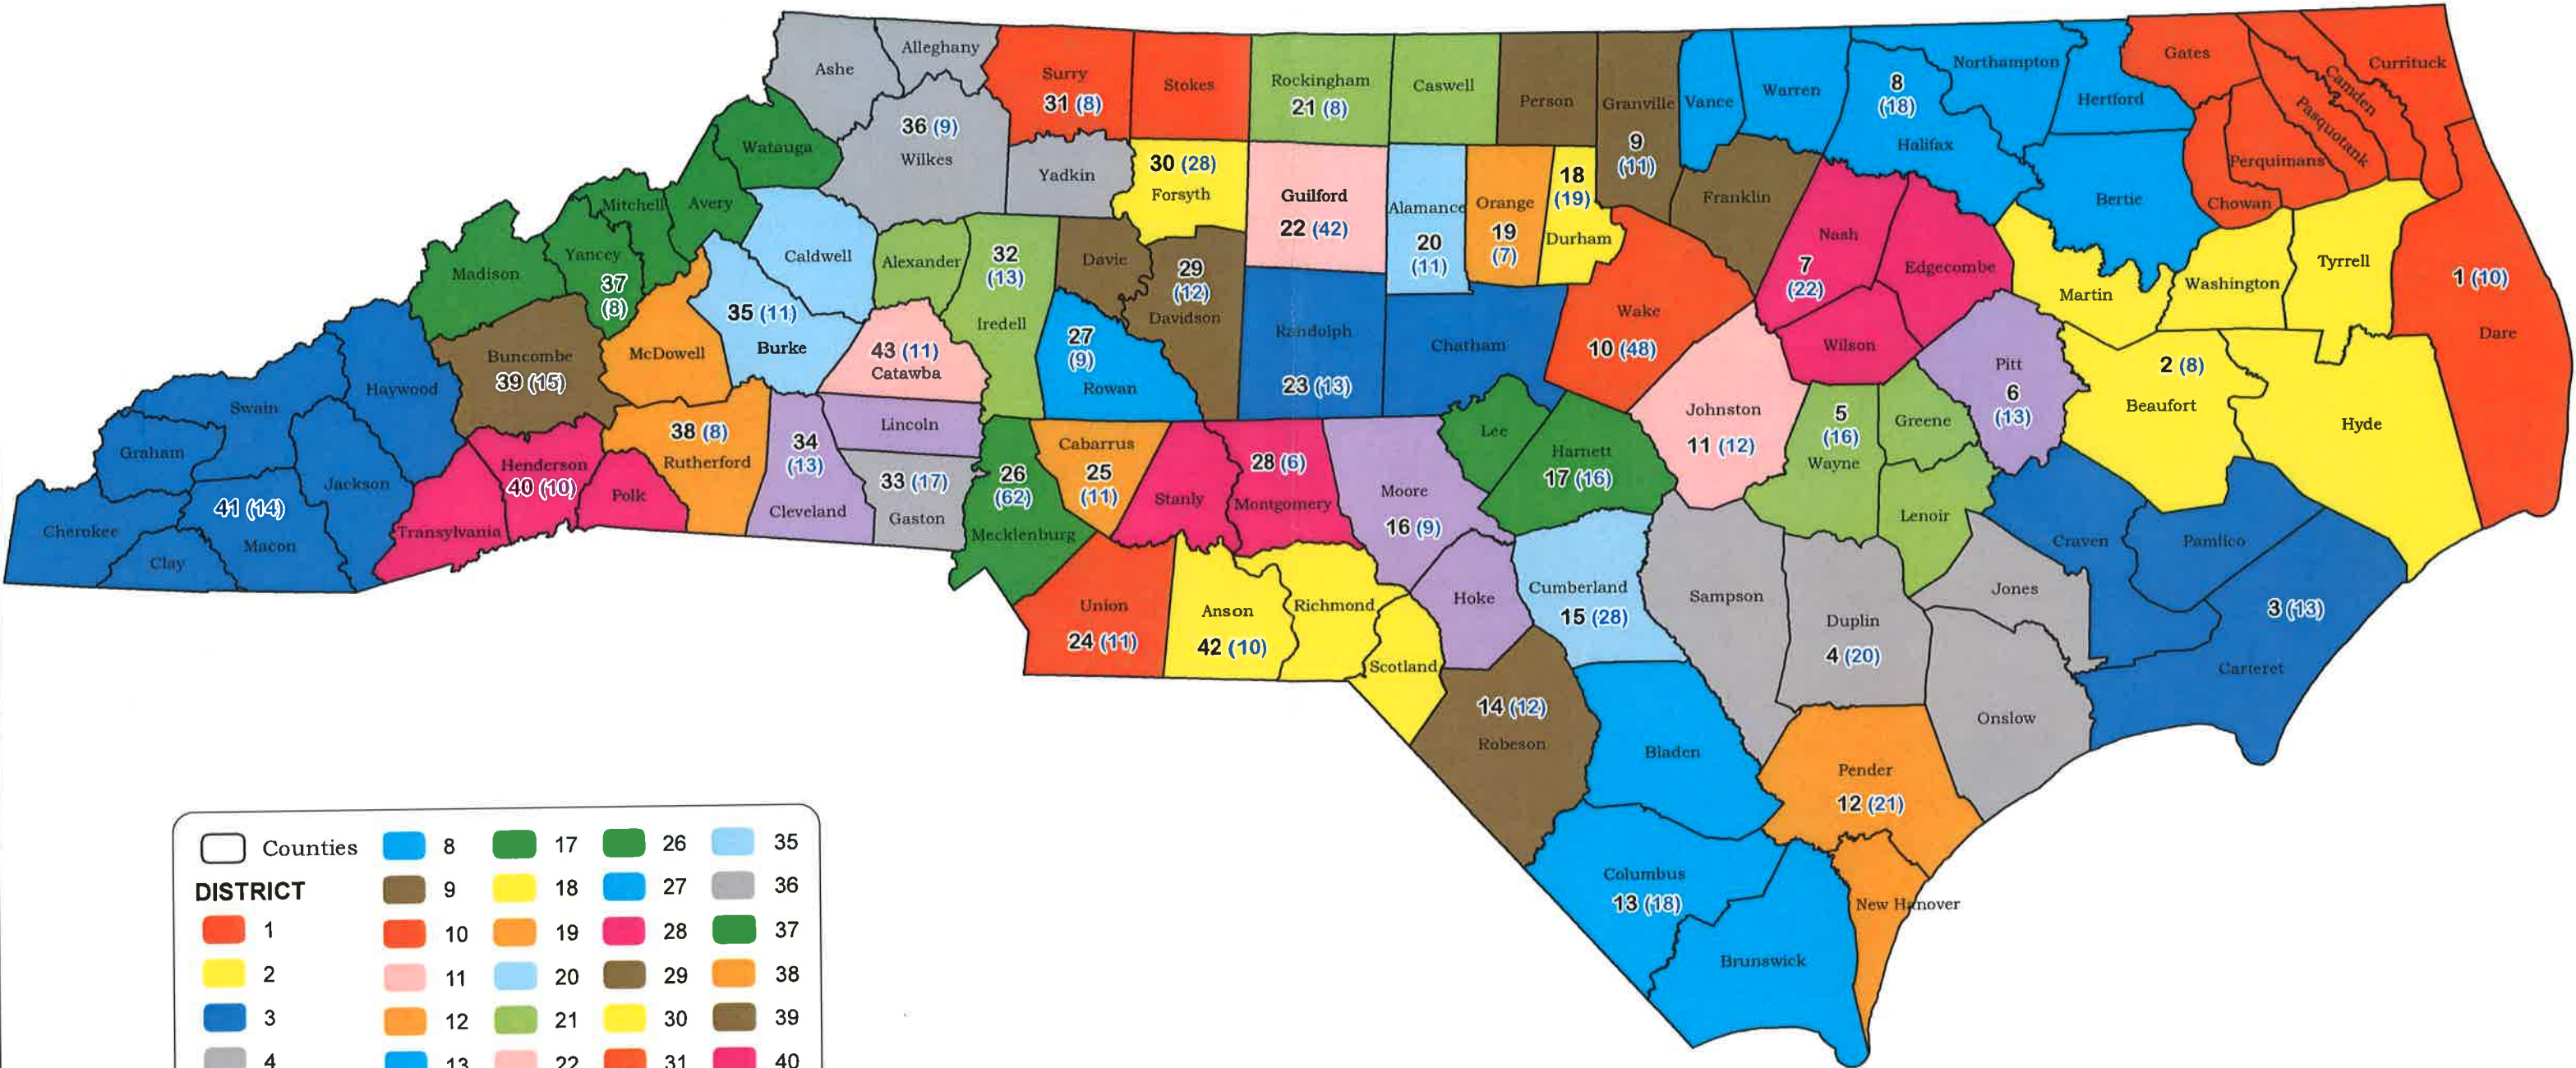 Ashe
Alleghany
Surry
31 (8)
Stokes
Rockingham
21 (8)
Caswell
Person
Granville
9
(11)
Vance
Warren
8
(18)
Halifax
Northampton
Hertford
Gates
Camden
Currituck
Pasquotank
Perquimans
Chowan
Bertie
Watauga
36 (9)
Wilkes
Yadkin
30 (28)
Forsyth
Guilford
22 (42)
Alamance
20
(11)
Orange
19
(7)
18
(19)
Durham
Franklin
Nash
7
(22)
Edgecombe
Martin
Washington
Tyrrell
1 (10)
Dare
Mitchell
Avery
Yancey
37
(8)
Madison
Caldwell
Alexander
32
(13)
Iredell
Davie
29
(12)
Davidson
Randolph
23 (13)
Chatham
Wake
10 (48)
Wilson
Pitt
6
(13)
2 (8)
Beaufort
Hyde
35 (11)
Burke
McDowell
Buncombe
39 (15)
Haywood
Swain
Graham
43 (11)
Catawba
27
(9)
Rowan
Johnston
11 (12)
5
(16)
Wayne
Greene
Lenoir
Lincoln
38 (8)
Rutherford
34
(13)
Cleveland
33 (17)
Gaston
26
(62)
Mecklenburg
Cabarrus
25
(11)
Stanly
28 (6)
Montgomery
Moore
16 (9)
Lee
Harnett
17 (16)
Henderson
40 (10)
Polk
Transylvania
Jackson
41 (14)
Macon
Cherokee
Clay
Union
24 (11)
Anson
42 (10)
Richmond
Scotland
Hoke
Cumberland
15 (28)
Sampson
Duplin
4 (20)
Jones
Craven
Pamlico
3 (13)
Carteret
Onslow
14 (12)
Robeson
Bladen
Pender
12 (21)
Columbus
13 (18)
New Hanover
Brunswick
Counties 8 17 26 35
DISTRICT 9 18 27 36
1 10 19 28 37
2 11 20 29 38
3 12 21 30 39
4 13 22 31 40